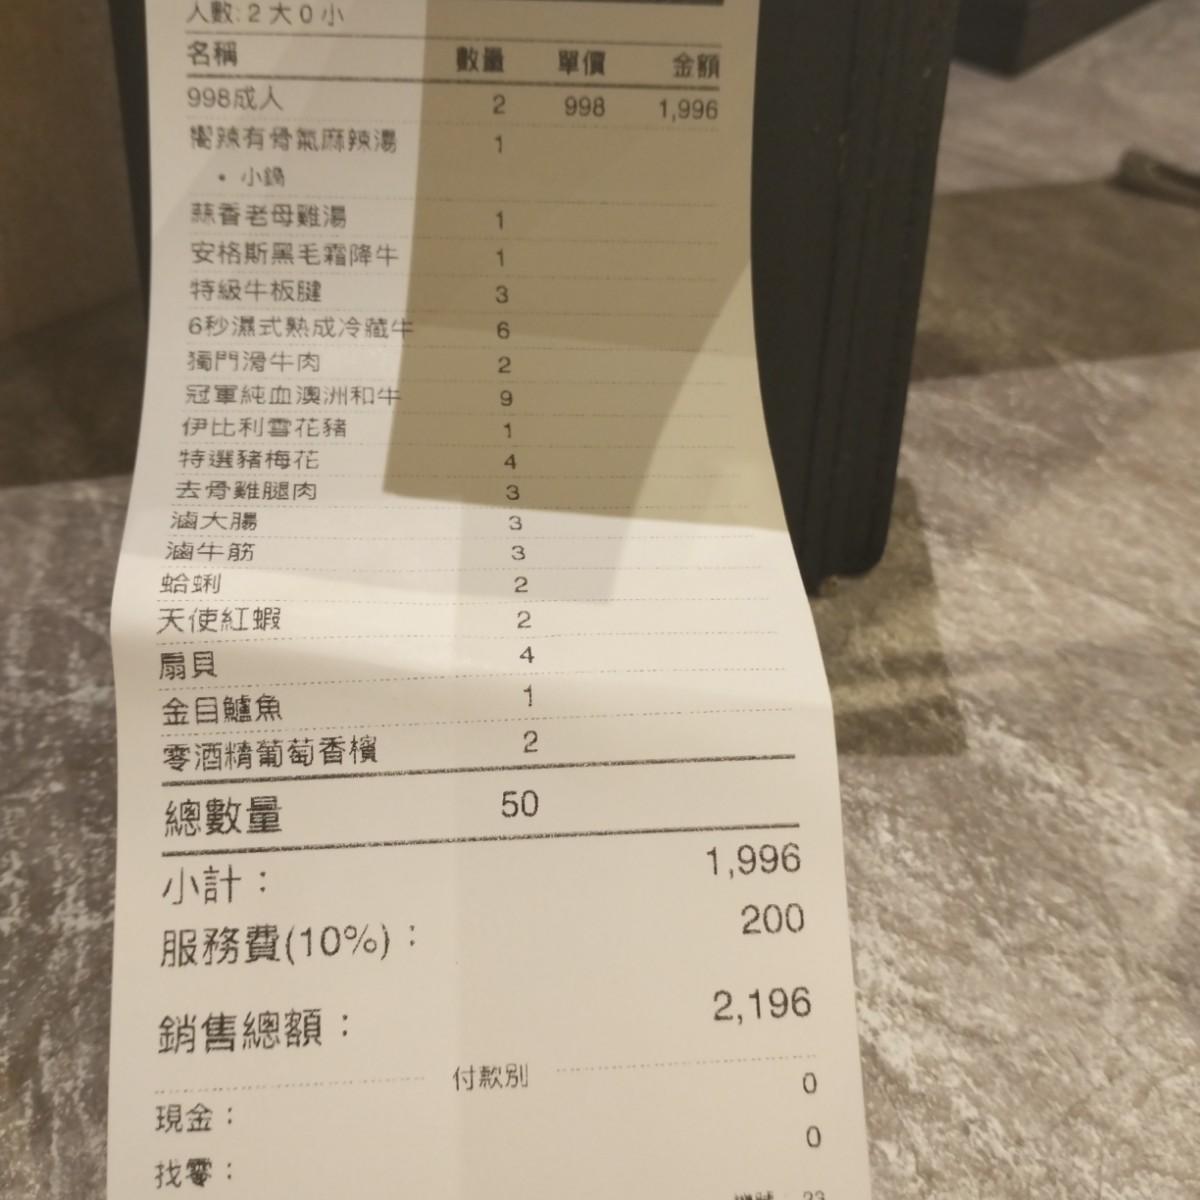 人數: 2 大 0 小
名稱 數量 單價 金額
998成人 2 998 1,996
嚐辣有骨氣麻辣湯 1
• 小鍋
蒜香老母雞湯 1
安格斯黑毛霜降牛 1
特級牛板腱 3
6秒濕式熟成冷藏牛 6
獨門滑牛肉 2
冠軍純血澳洲和牛 9
伊比利雪花豬 1
特選豬梅花 4
去骨雞腿肉 3
滷大腸 3
滷牛筋 3
蛤蜊 2
天使紅蝦 2
扇貝 4
金目鱸魚 1
零酒精葡萄香檳 2
總數量 50
小計： 1,996
服務費(10%)： 200
銷售總額： 2,196
付款別
現金： 0
找零： 0